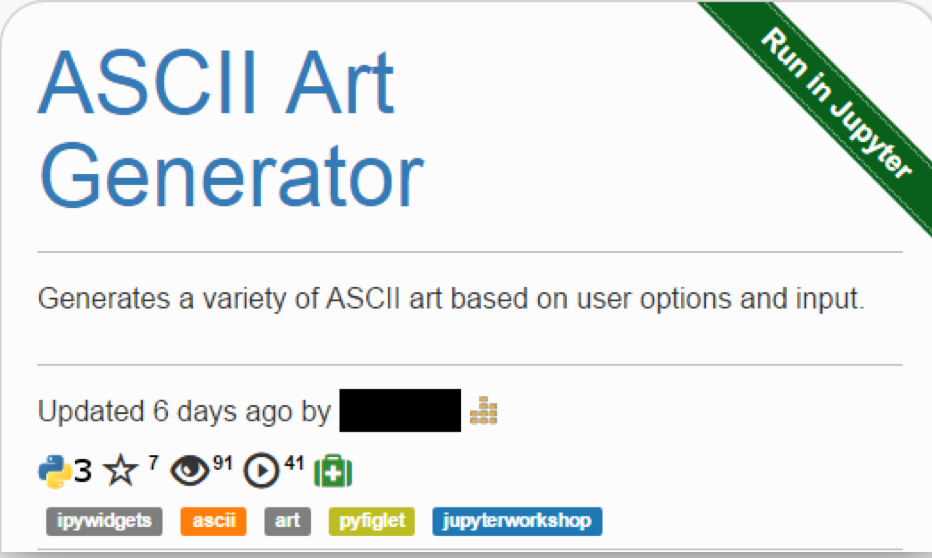 ASCII Art
Generator
Run in Jupyter
Generates a variety of ASCII art based on user options and input.
Updated 6 days ago by
3 7 91 41
ipywidgets ascii art pyfiglet jupyterworkshop